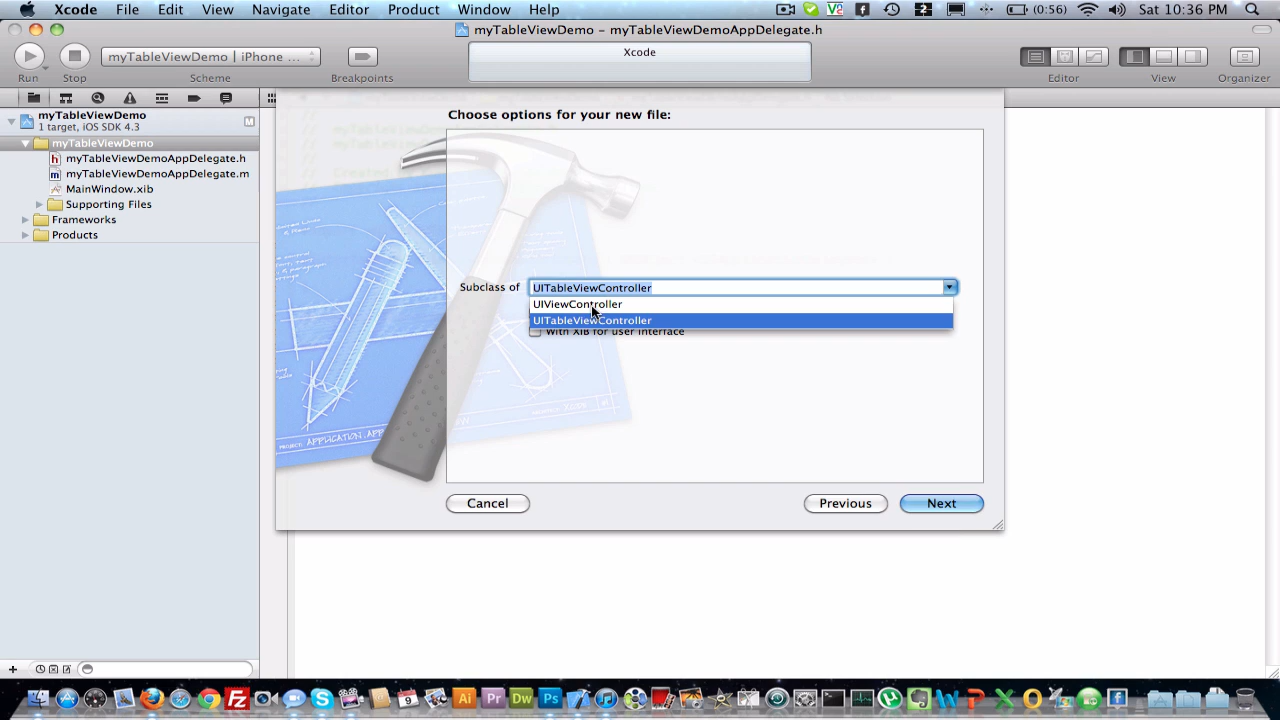 Xcode File Edit View Navigate Editor Product Window Help (0:56) Sat 10:36 PM
myTableViewDemo – myTableViewDemoAppDelegate.h
myTableViewDemo | iPhone ...
Xcode
Run Stop Scheme Breakpoints Editor View Organizer
myTableViewDemo
1 target, iOS SDK 4.3
M
myTableViewDemo
h myTableViewDemoAppDelegate.h
m myTableViewDemoAppDelegate.m
MainWindow.xib
Supporting Files
Frameworks
Products
Choose options for your new file:
Subclass of UITableViewController
UIViewController
UITableViewController
With XIB for user interface
Cancel Previous Next